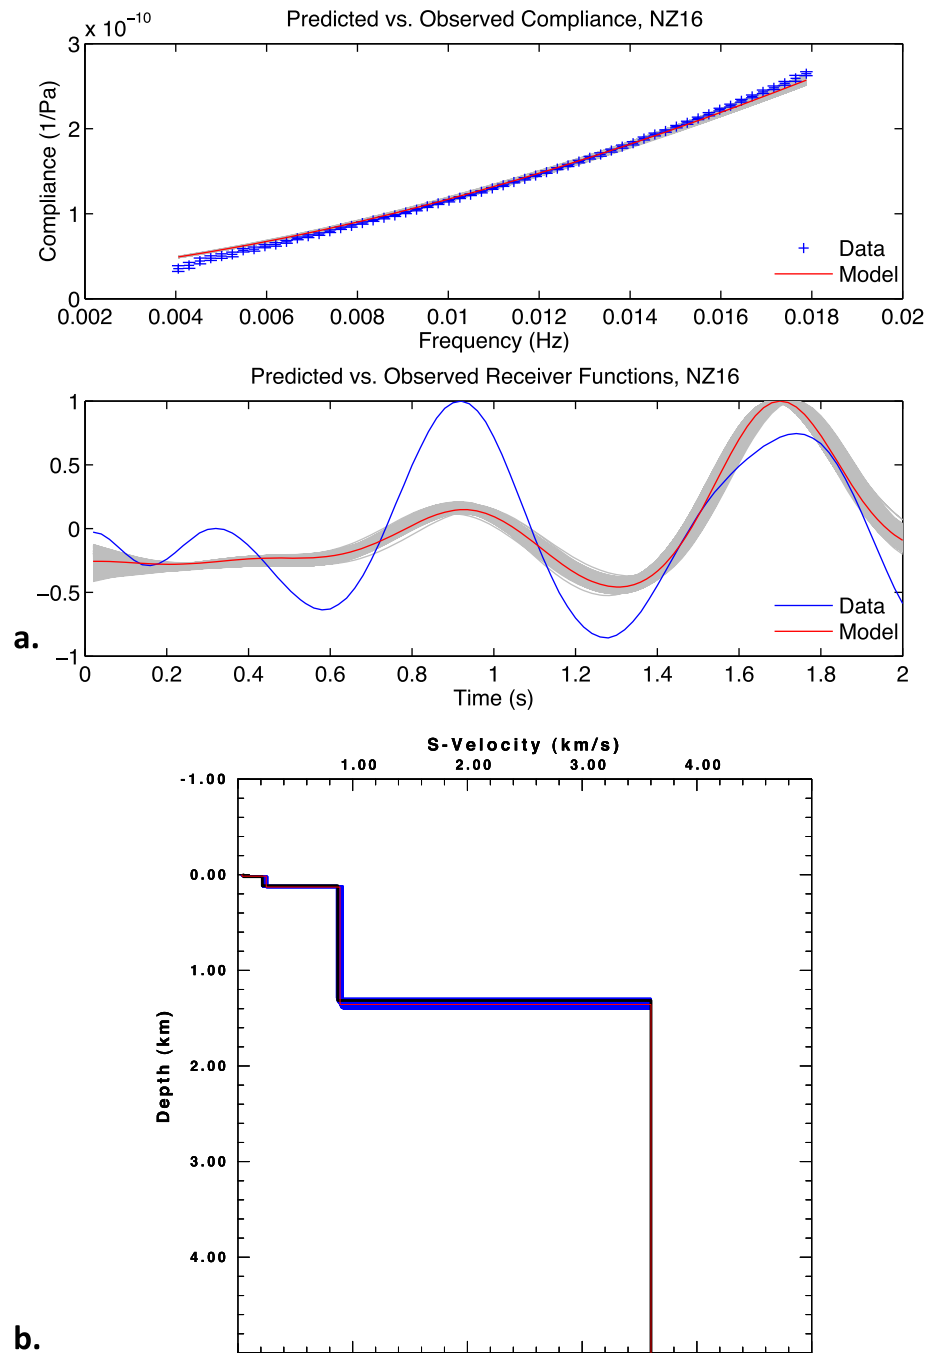 Predicted vs. Observed Compliance, NZ16
x 10^-10
3
2
1
0
Compliance (1/Pa)
Data
Model
0.002 0.004 0.006 0.008 0.01 0.012 0.014 0.016 0.018 0.02
Frequency (Hz)
Predicted vs. Observed Receiver Functions, NZ16
1
0.5
0
−0.5
−1
Data
Model
a.
0 0.2 0.4 0.6 0.8 1 1.2 1.4 1.6 1.8 2
Time (s)
S-Velocity (km/s)
1.00 2.00 3.00 4.00
-1.00
0.00
1.00
2.00
3.00
4.00
Depth (km)
b.